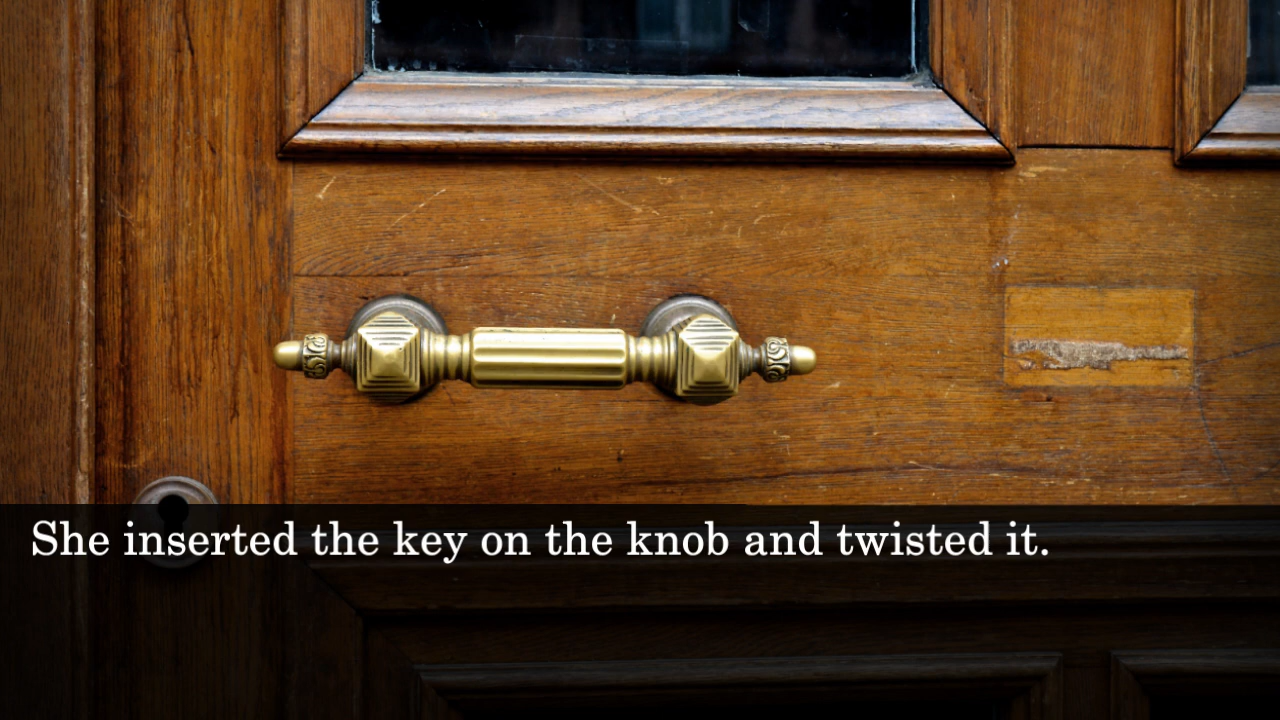 She inserted the key on the knob and twisted it.